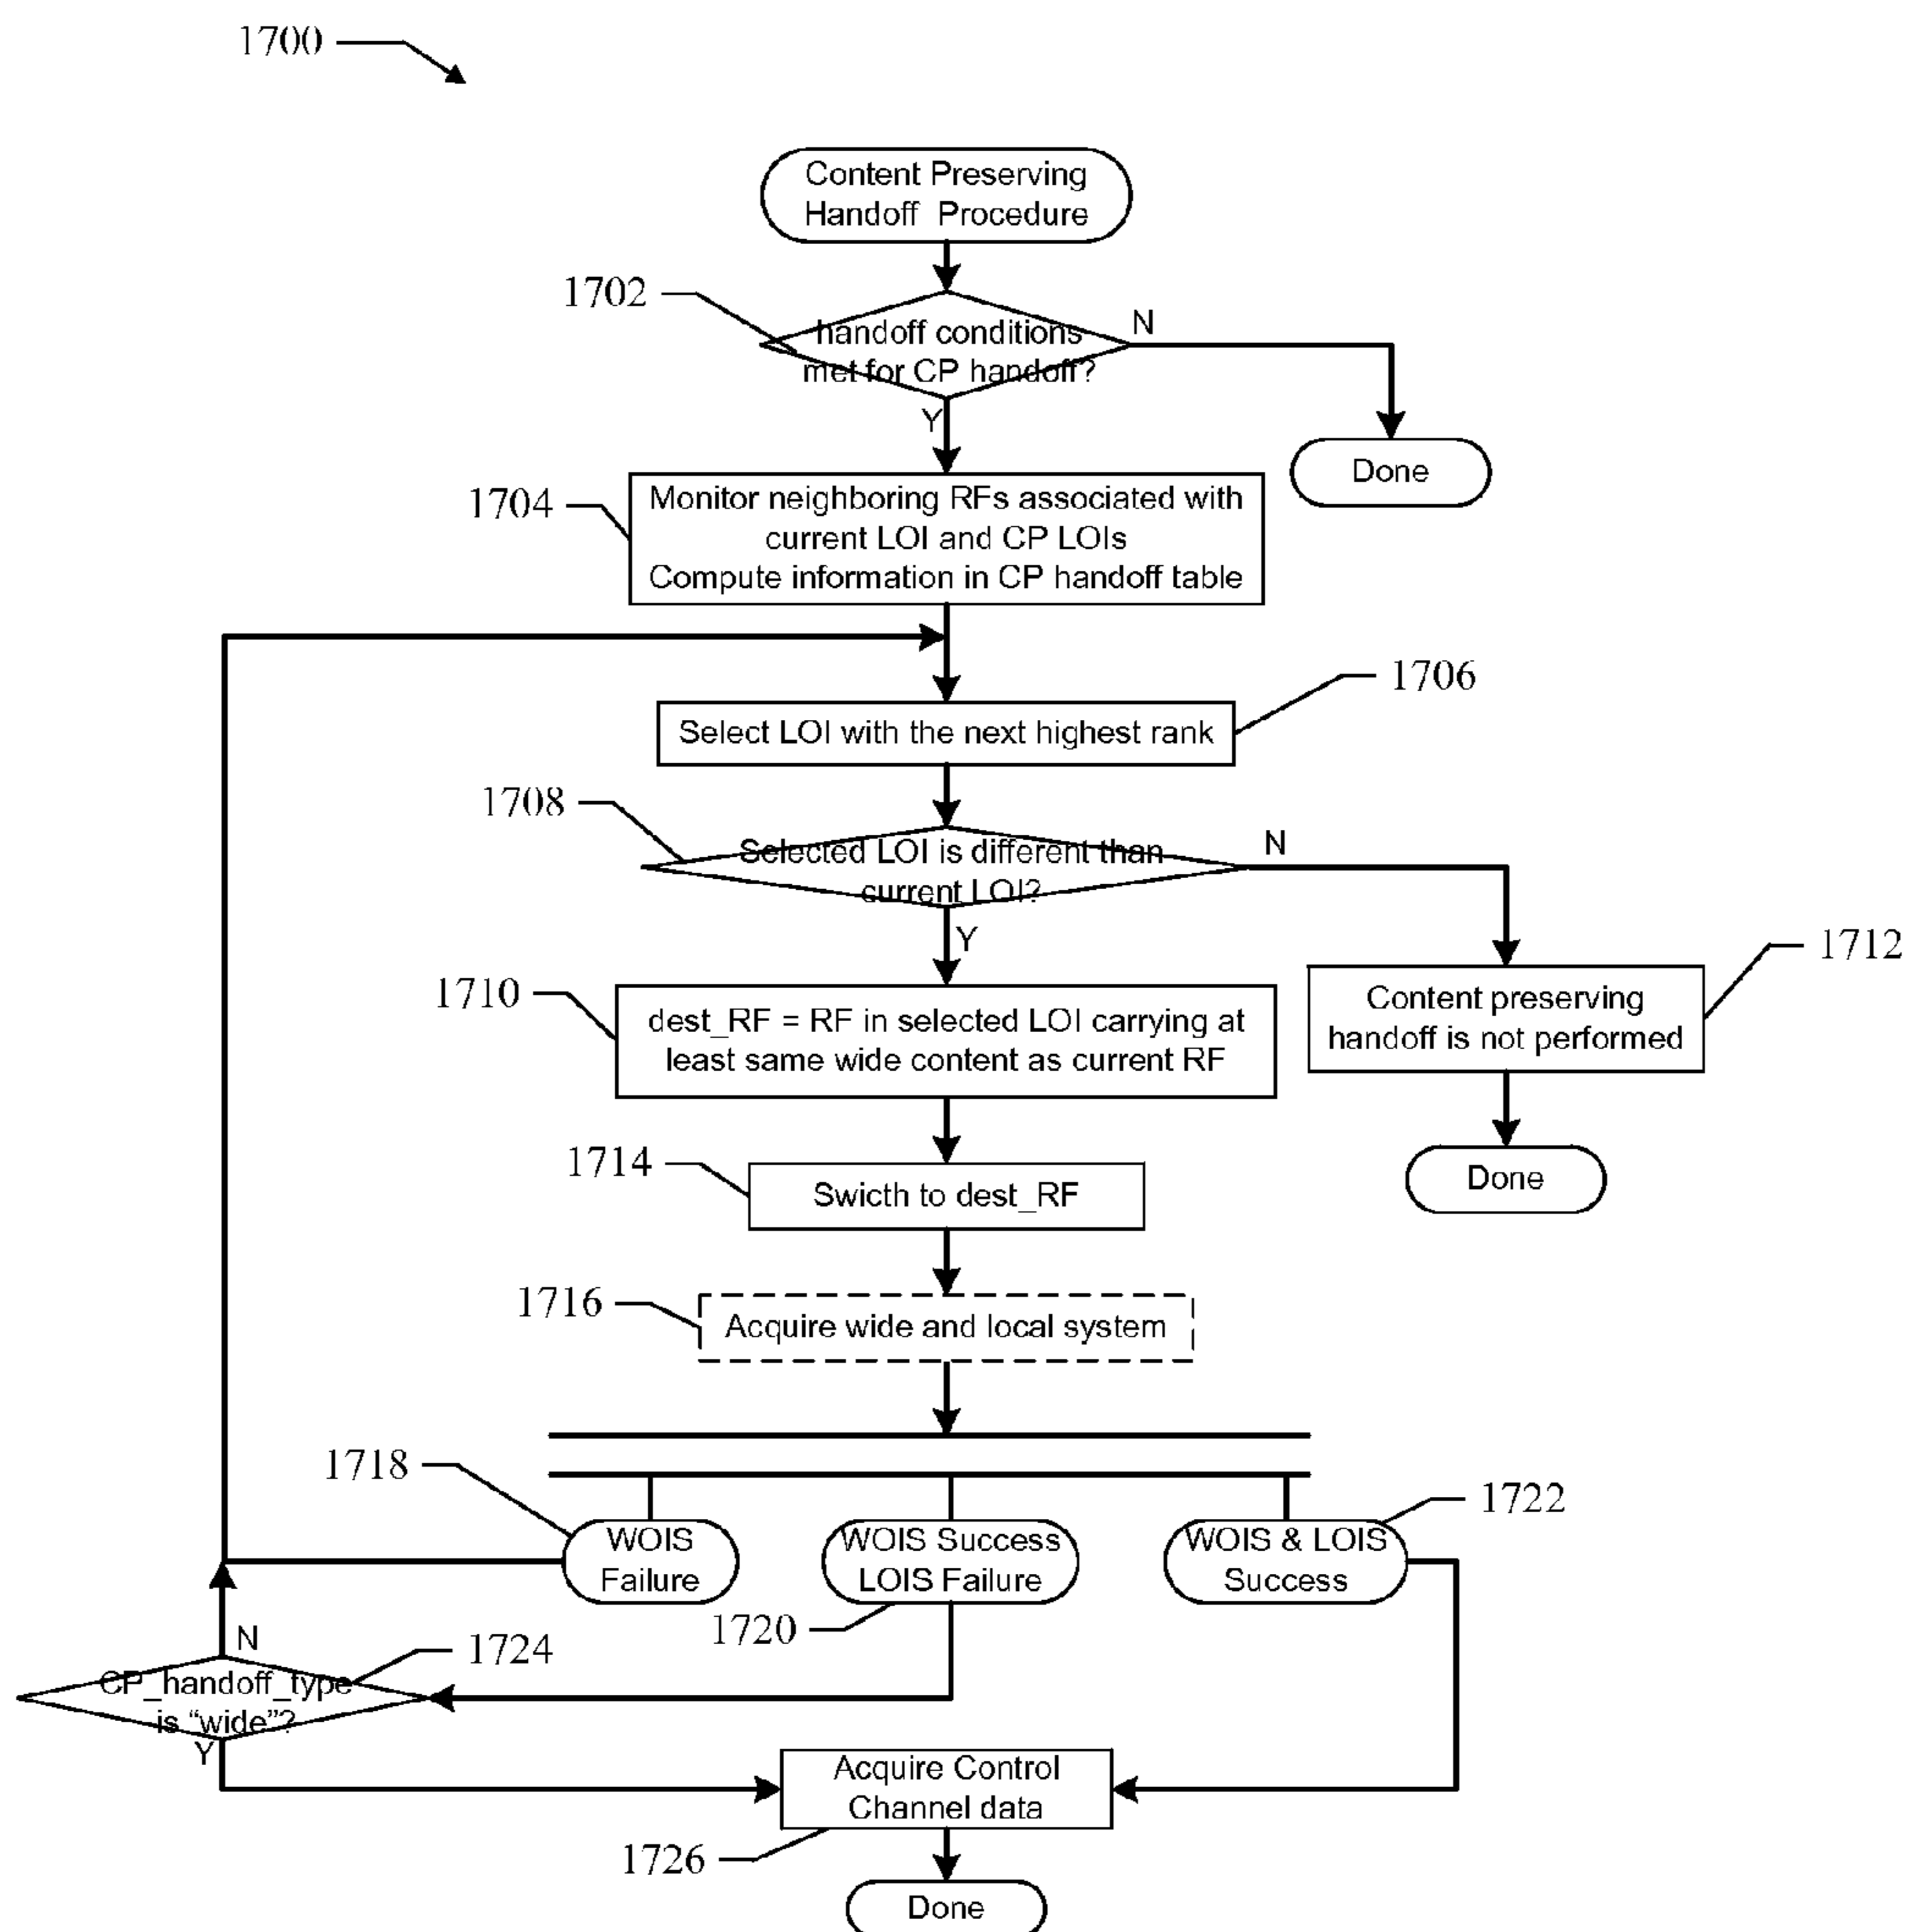 1700
Content Preserving
Handoff Procedure
1702
handoff conditions
met for CP handoff?
N
Y
Done
1704
Monitor neighboring RFs associated with
current LOI and CP LOIs
Compute information in CP handoff table
1706
Select LOI with the next highest rank
1708
Selected LOI is different than
current LOI?
N
Y
1712
1710
dest_RF = RF in selected LOI carrying at
least same wide content as current RF
Content preserving
handoff is not performed
1714
Swicth to dest_RF
Done
1716
Acquire wide and local system
1718
1722
WOIS
Failure
WOIS Success
LOIS Failure
WOIS & LOIS
Success
1720
N
1724
CP_handoff_type
is “wide”?
Y
Acquire Control
Channel data
1726
Done